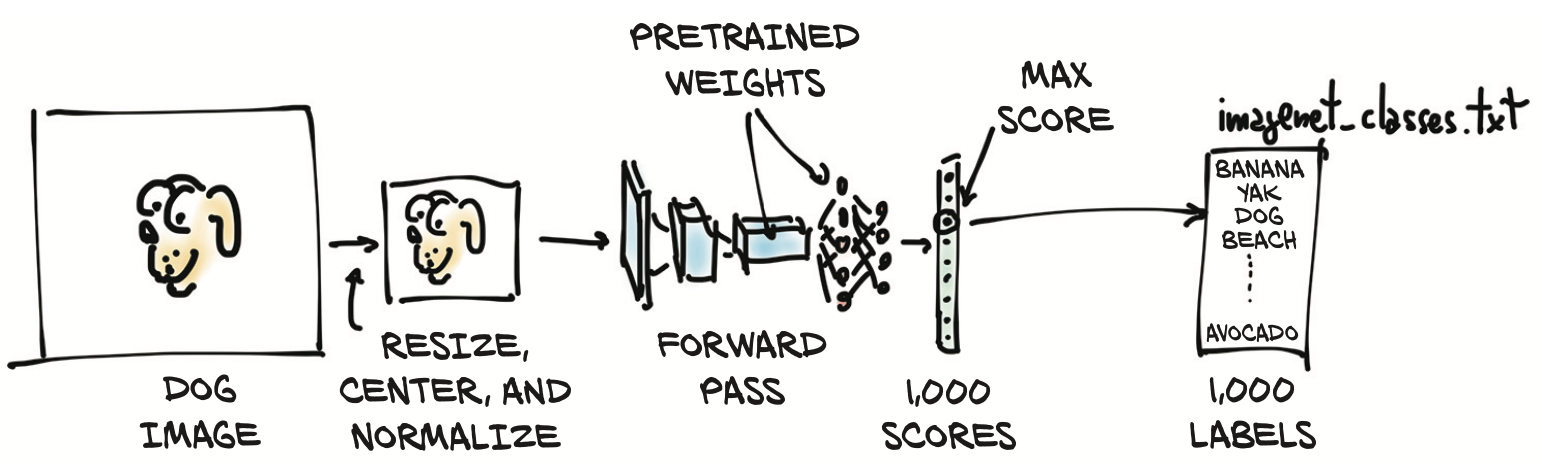 PRETRAINED
WEIGHTS
MAX
SCORE
imagenet_classes.txt
BANANA
YAK
DOG
BEACH
AVOCADO
DOG
IMAGE
RESIZE,
CENTER, AND
NORMALIZE
FORWARD
PASS
1,000
SCORES
1,000
LABELS